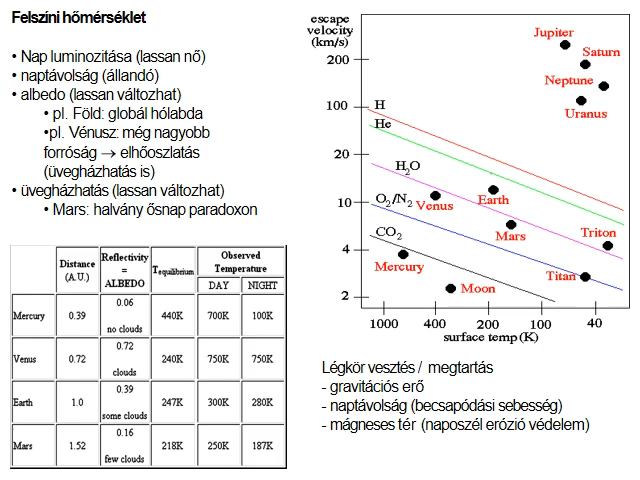 Felszíni hőmérséklet
• Nap luminozitása (lassan nő)
• naptávolság (állandó)
• albedo (lassan változhat)
• pl. Föld: globál hólabda
•pl. Vénusz: még nagyobb
forróság → elhőoszlatás
(üvegházhatás is)
• üvegházhatás (lassan változhat)
• Mars: halvány ősnap paradoxon
Distance (A.U.) Reflectivity = ALBEDO Tequilibrium Observed Temperature
DAY NIGHT
Mercury 0.39 0.06 no clouds 440K 700K 100K
Venus 0.72 0.72 clouds 240K 750K 750K
Earth 1.0 0.39 some clouds 247K 300K 280K
Mars 1.52 0.16 few clouds 218K 250K 187K
escape
velocity
(km/s)
200
100
20
10
4
2
Jupiter
Saturn
Neptune
Uranus
H
He
H2O
O2/N2
CO2
Venus
Earth
Mars
Triton
Mercury
Moon
Titan
1000 400 200 100 40
surface temp (K)
Légkör vesztés / megtartás
- gravitációs erő
- naptávolság (becsapódási sebesség)
- mágneses tér (naposzél erózió védelem)